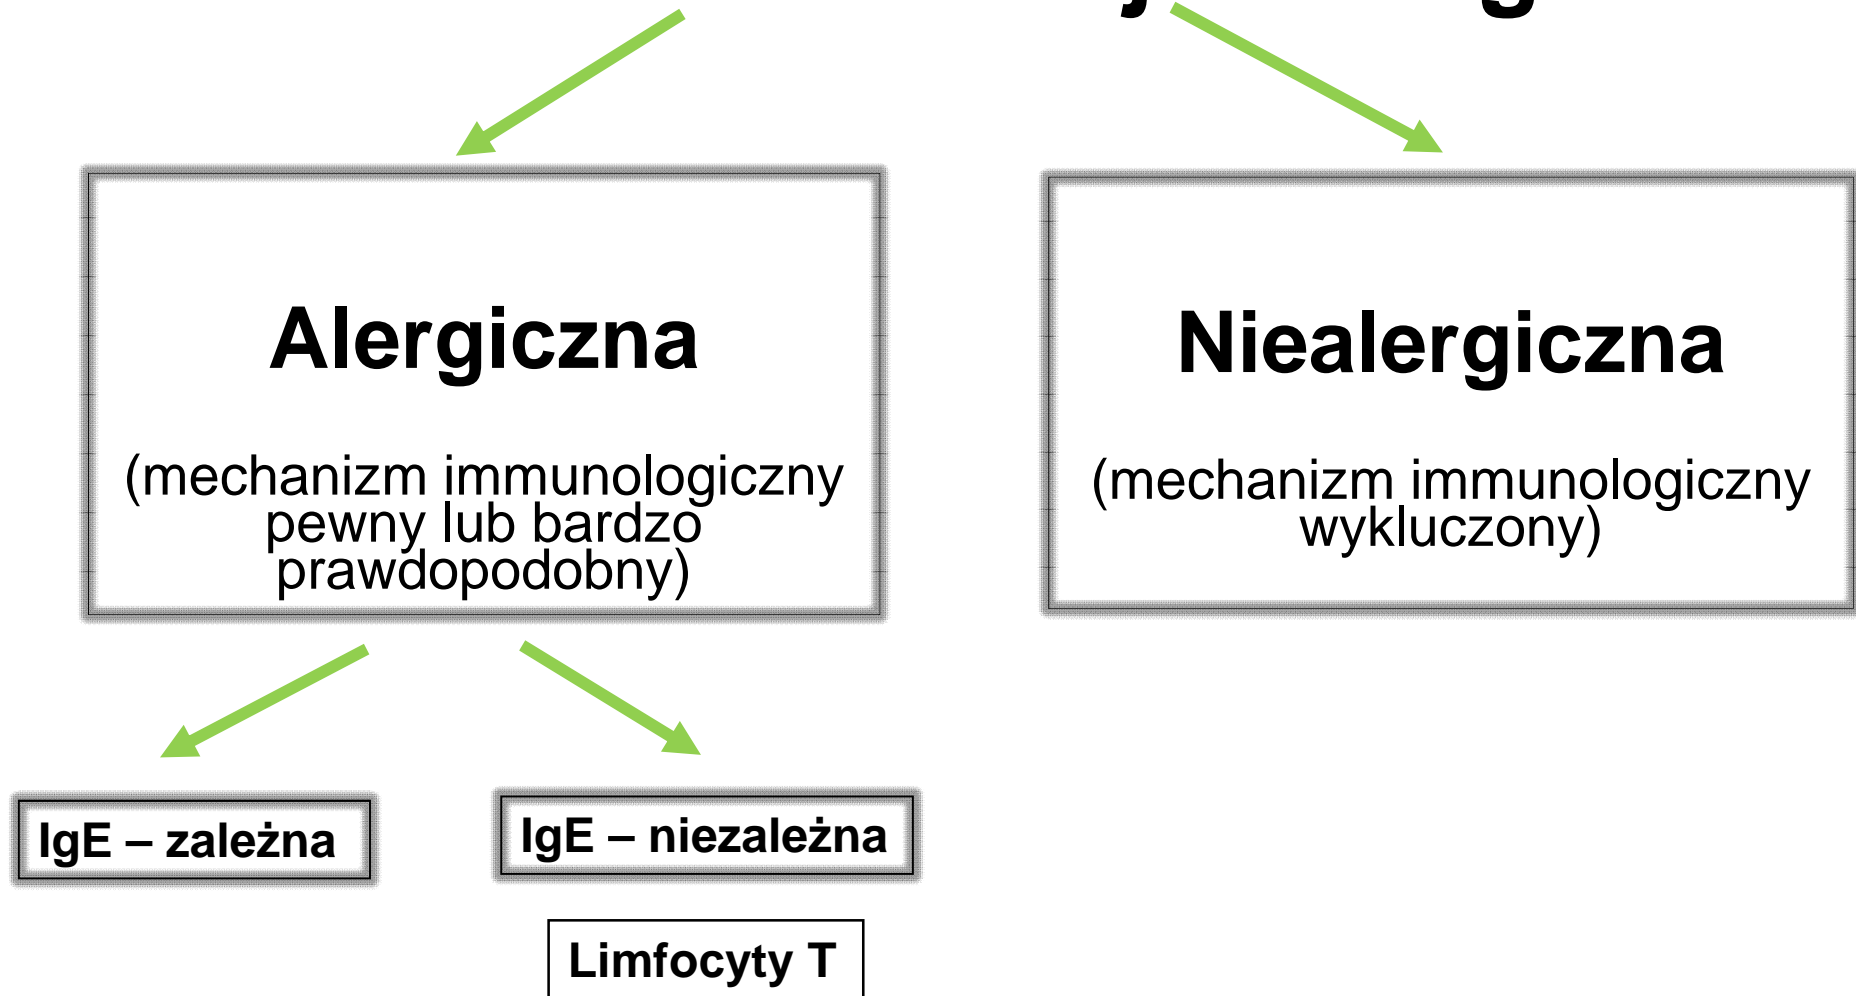 Alergiczna
Niealergiczna
(mechanizm immunologiczny
pewny lub bardzo
prawdopodobny)
(mechanizm immunologiczny
wykluczony)
IgE – zależna
IgE – niezależna
Limfocyty T